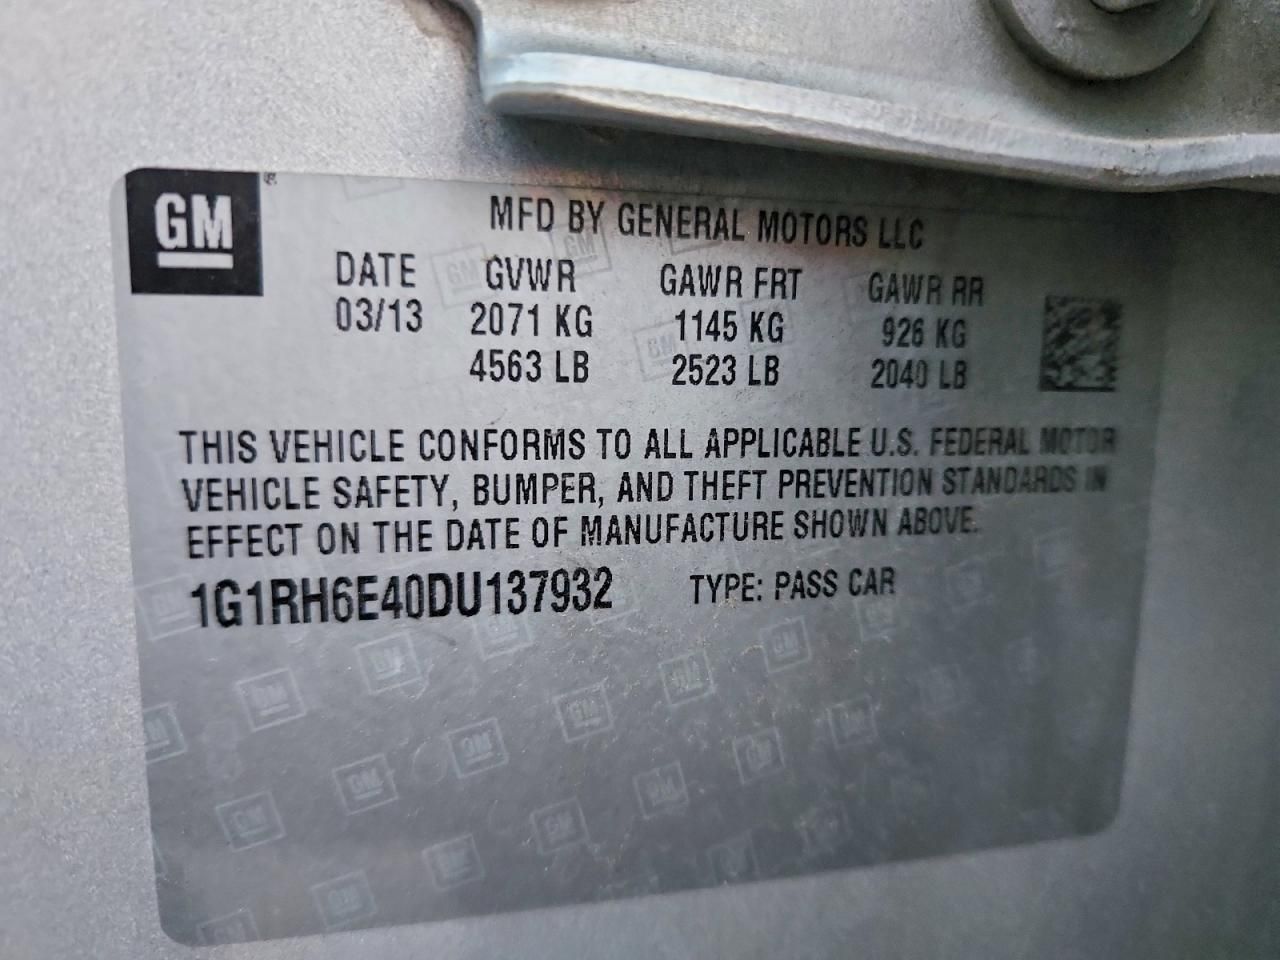 GM
MFD BY GENERAL MOTORS LLC
DATE GVWR GAWR FRT GAWR RR
03/13 2071 KG 1145 KG 926 KG
4563 LB 2523 LB 2040 LB
THIS VEHICLE CONFORMS TO ALL APPLICABLE U.S. FEDERAL MOTOR
VEHICLE SAFETY, BUMPER, AND THEFT PREVENTION STANDARDS IN
EFFECT ON THE DATE OF MANUFACTURE SHOWN ABOVE.
1G1RH6E40DU137932 TYPE: PASS CAR